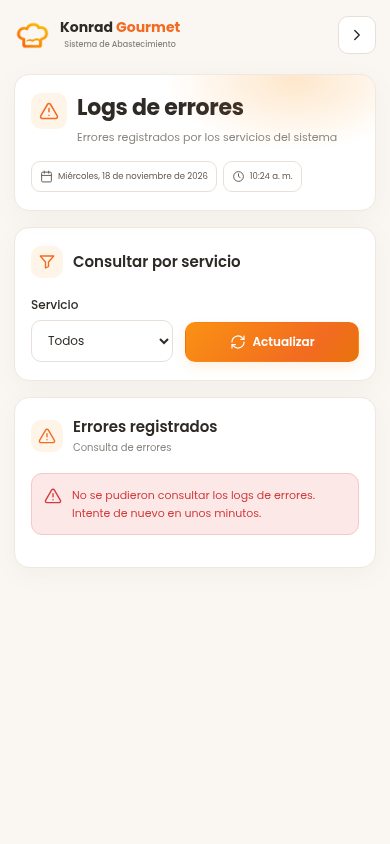 Konrad Gourmet
Sistema de Abastecimiento
Logs de errores
Errores registrados por los servicios del sistema
Miércoles, 18 de noviembre de 2026
10:24 a. m.
Consultar por servicio
Servicio
Todos
Actualizar
Errores registrados
Consulta de errores
No se pudieron consultar los logs de errores.
Intente de nuevo en unos minutos.